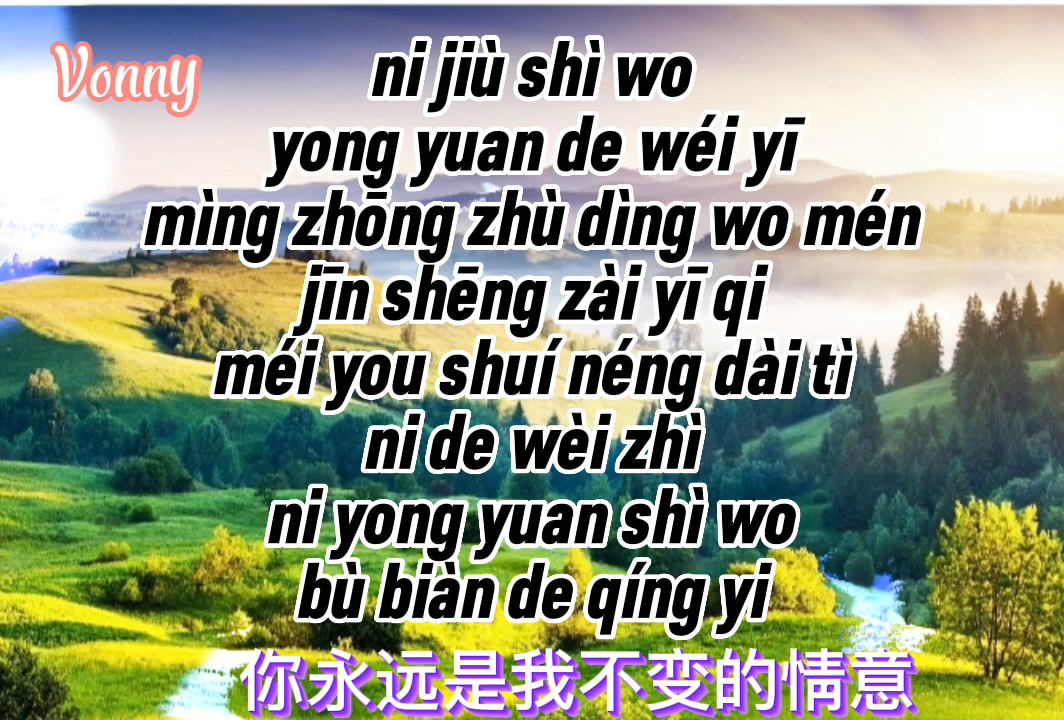 Vonny
ni jiù shì wo
yong yuan de wéi yī
mìng zhōng zhù dìng wo mén
jīn shēng zài yī qi
méi you shuí néng dài tì
ni de wèi zhì
ni yong yuan shì wo
bù biàn de qíng yi
你永远是我不变的情意